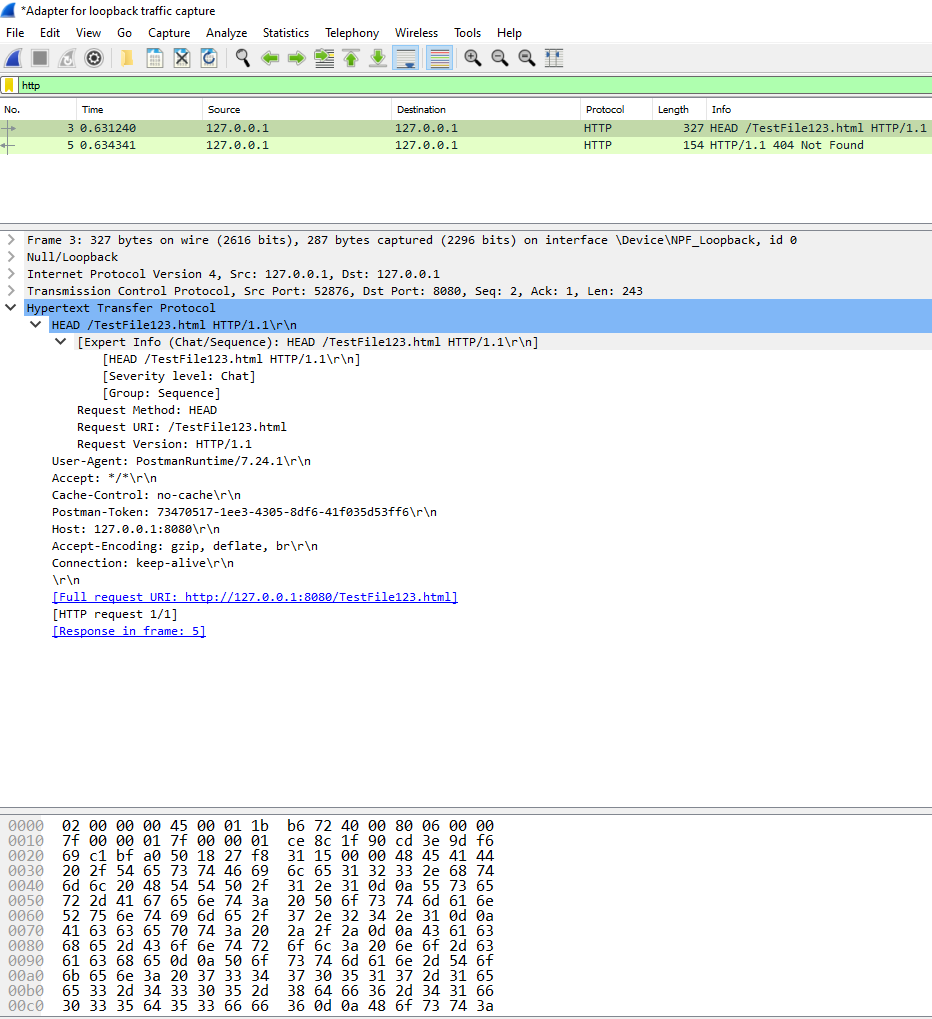 *Adapter for loopback traffic capture
File Edit View Go Capture Analyze Statistics Telephony Wireless Tools Help
http
No. Time Source Destination Protocol Length Info
3 0.631240 127.0.0.1 127.0.0.1 HTTP 327 HEAD /TestFile123.html HTTP/1.1
5 0.634341 127.0.0.1 127.0.0.1 HTTP 154 HTTP/1.1 404 Not Found
Frame 3: 327 bytes on wire (2616 bits), 287 bytes captured (2296 bits) on interface \Device\NPF_Loopback, id 0
Null/Loopback
Internet Protocol Version 4, Src: 127.0.0.1, Dst: 127.0.0.1
Transmission Control Protocol, Src Port: 52876, Dst Port: 8080, Seq: 2, Ack: 1, Len: 243
Hypertext Transfer Protocol
HEAD /TestFile123.html HTTP/1.1\r\n
[Expert Info (Chat/Sequence): HEAD /TestFile123.html HTTP/1.1\r\n]
[HEAD /TestFile123.html HTTP/1.1\r\n]
[Severity level: Chat]
[Group: Sequence]
Request Method: HEAD
Request URI: /TestFile123.html
Request Version: HTTP/1.1
User-Agent: PostmanRuntime/7.24.1\r\n
Accept: */*\r\n
Cache-Control: no-cache\r\n
Postman-Token: 73470517-1ee3-4305-8df6-41f035d53ff6\r\n
Host: 127.0.0.1:8080\r\n
Accept-Encoding: gzip, deflate, br\r\n
Connection: keep-alive\r\n
\r\n
[Full request URI: http://127.0.0.1:8080/TestFile123.html]
[HTTP request 1/1]
[Response in frame: 5]
0000 02 00 00 00 45 00 01 1b b6 72 40 00 80 06 00 00
0010 7f 00 00 01 7f 00 00 01 ce 8c 1f 90 cd 3e 9d f6
0020 69 c1 bf a0 50 18 27 f8 31 15 00 00 48 45 41 44
0030 20 2f 54 65 73 74 46 69 6c 65 31 32 33 2e 68 74
0040 6d 6c 20 48 54 54 50 2f 31 2e 31 0d 0a 55 73 65
0050 72 2d 41 67 65 6e 74 3a 20 50 6f 73 74 6d 61 6e
0060 52 75 6e 74 69 6d 65 2f 37 2e 32 34 2e 31 0d 0a
0070 41 63 63 65 70 74 3a 20 2a 2f 2a 0d 0a 43 61 63
0080 68 65 2d 43 6f 6e 74 72 6f 6c 3a 20 6e 6f 2d 63
0090 61 63 68 65 0d 0a 50 6f 73 74 6d 61 6e 2d 54 6f
00a0 6b 65 6e 3a 20 37 33 34 37 30 35 31 37 2d 31 65
00b0 65 33 2d 34 33 30 35 2d 38 64 66 36 2d 34 31 66
00c0 30 33 35 64 35 33 66 66 36 0d 0a 48 6f 73 74 3a